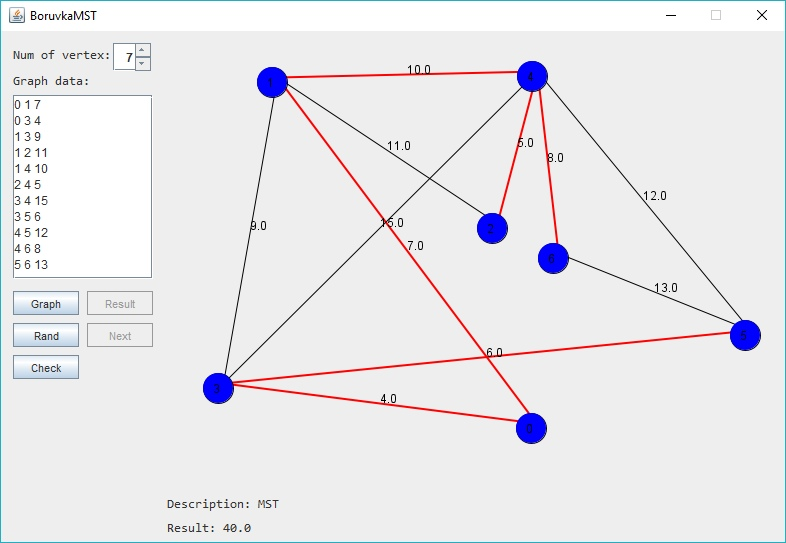 BoruvkaMST
Num of vertex: 7
Graph data:
0 1 7
0 3 4
1 3 9
1 2 11
1 4 10
2 4 5
3 4 15
3 5 6
4 5 12
4 6 8
5 6 13
Graph Result
Rand Next
Check
1
10.0
4
5.0
8.0
11.0
12.0
9.0
15.0
7.0
2
6
13.0
5
6.0
3
4.0
0
Description: MST
Result: 40.0